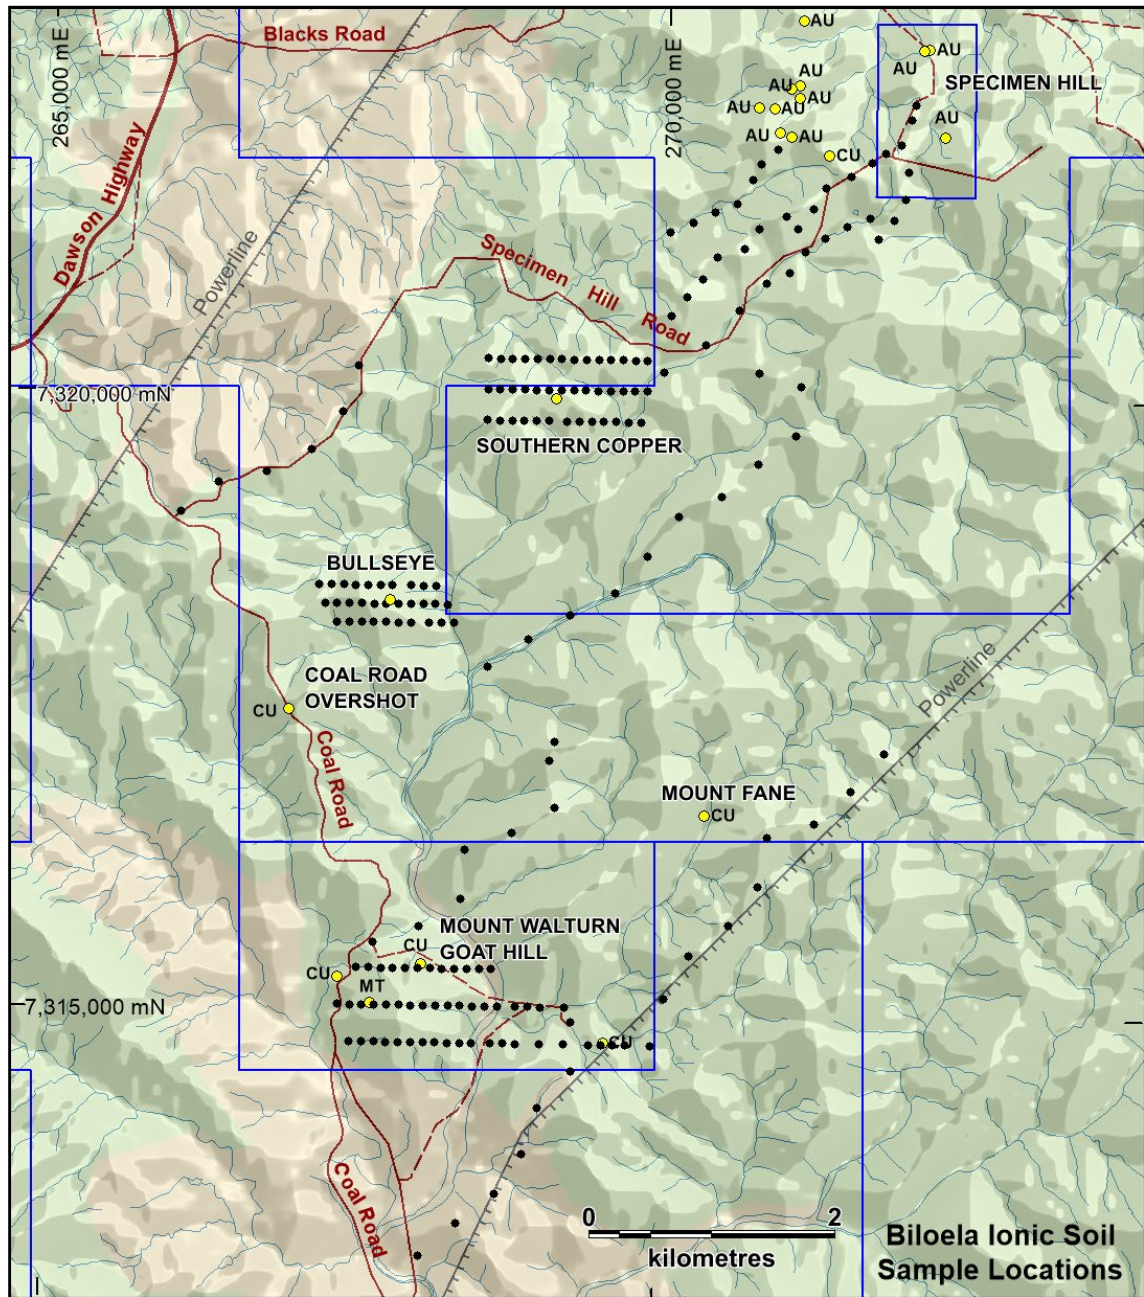 Blacks Road
265,000 mE
270,000 mE
AU
AU
AU
SPECIMEN HILL
AU
AU
AU
AU
AU
AU
AU
AU
AU
CU
Dawson Highway
Powerline
Specimen Hill Road
7,320,000 mN
SOUTHERN COPPER
BULLSEYE
COAL ROAD
OVERSHOT
CU
Coal Road
Powerline
MOUNT FANE
CU
MOUNT WALTURN
GOAT HILL
CU
CU
MT
7,315,000 mN
CU
Coal Road
0 2
kilometres
Biloela Ionic Soil
Sample Locations